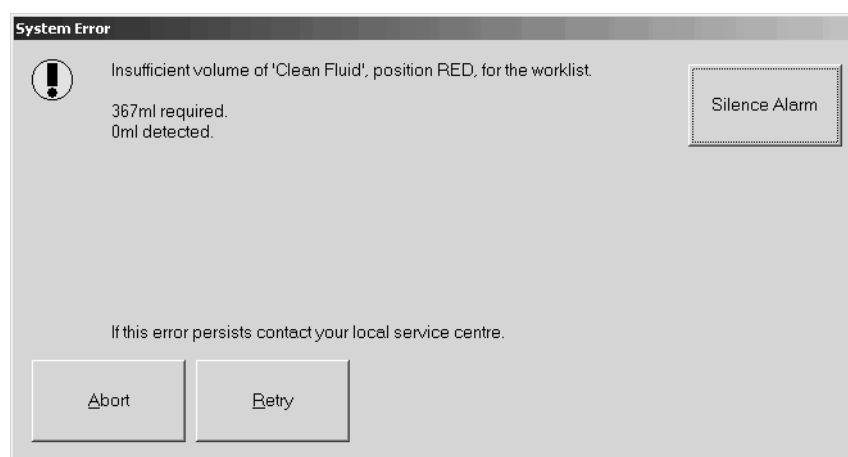 System Error
Insufficient volume of 'Clean Fluid', position RED, for the worklist.
367ml required.
0ml detected.
Silence Alarm
If this error persists contact your local service centre.
Abort
Retry